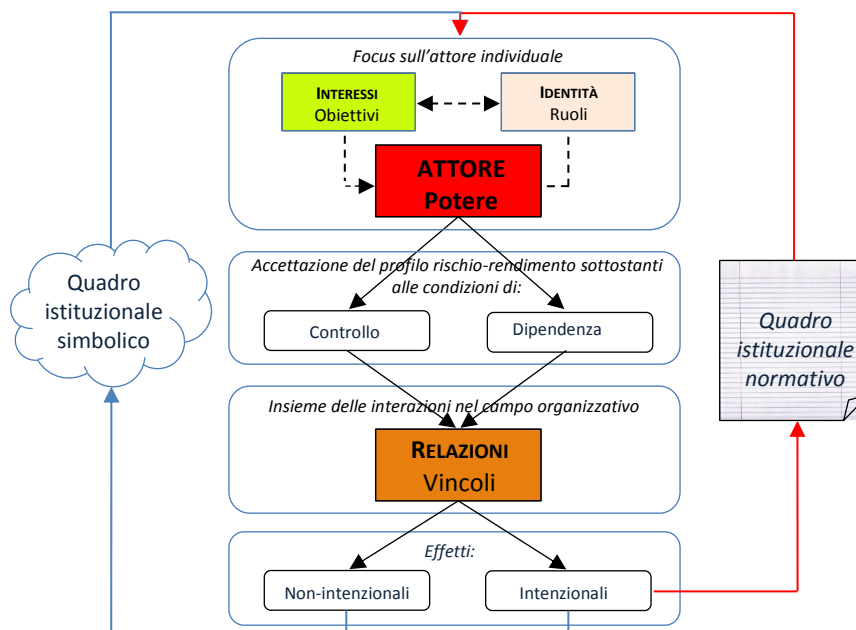 Focus sull'attore individuale
INTERESSI
Obiettivi
IDENTITÀ
Ruoli
ATTORE
Potere
Quadro
istituzionale
simbolico
Accettazione del profilo rischio-rendimento sottostanti
alle condizioni di:
Controllo
Dipendenza
Quadro
istituzionale
normativo
Insieme delle interazioni nel campo organizzativo
RELAZIONI
Vincoli
Effetti:
Non-intenzionali
Intenzionali